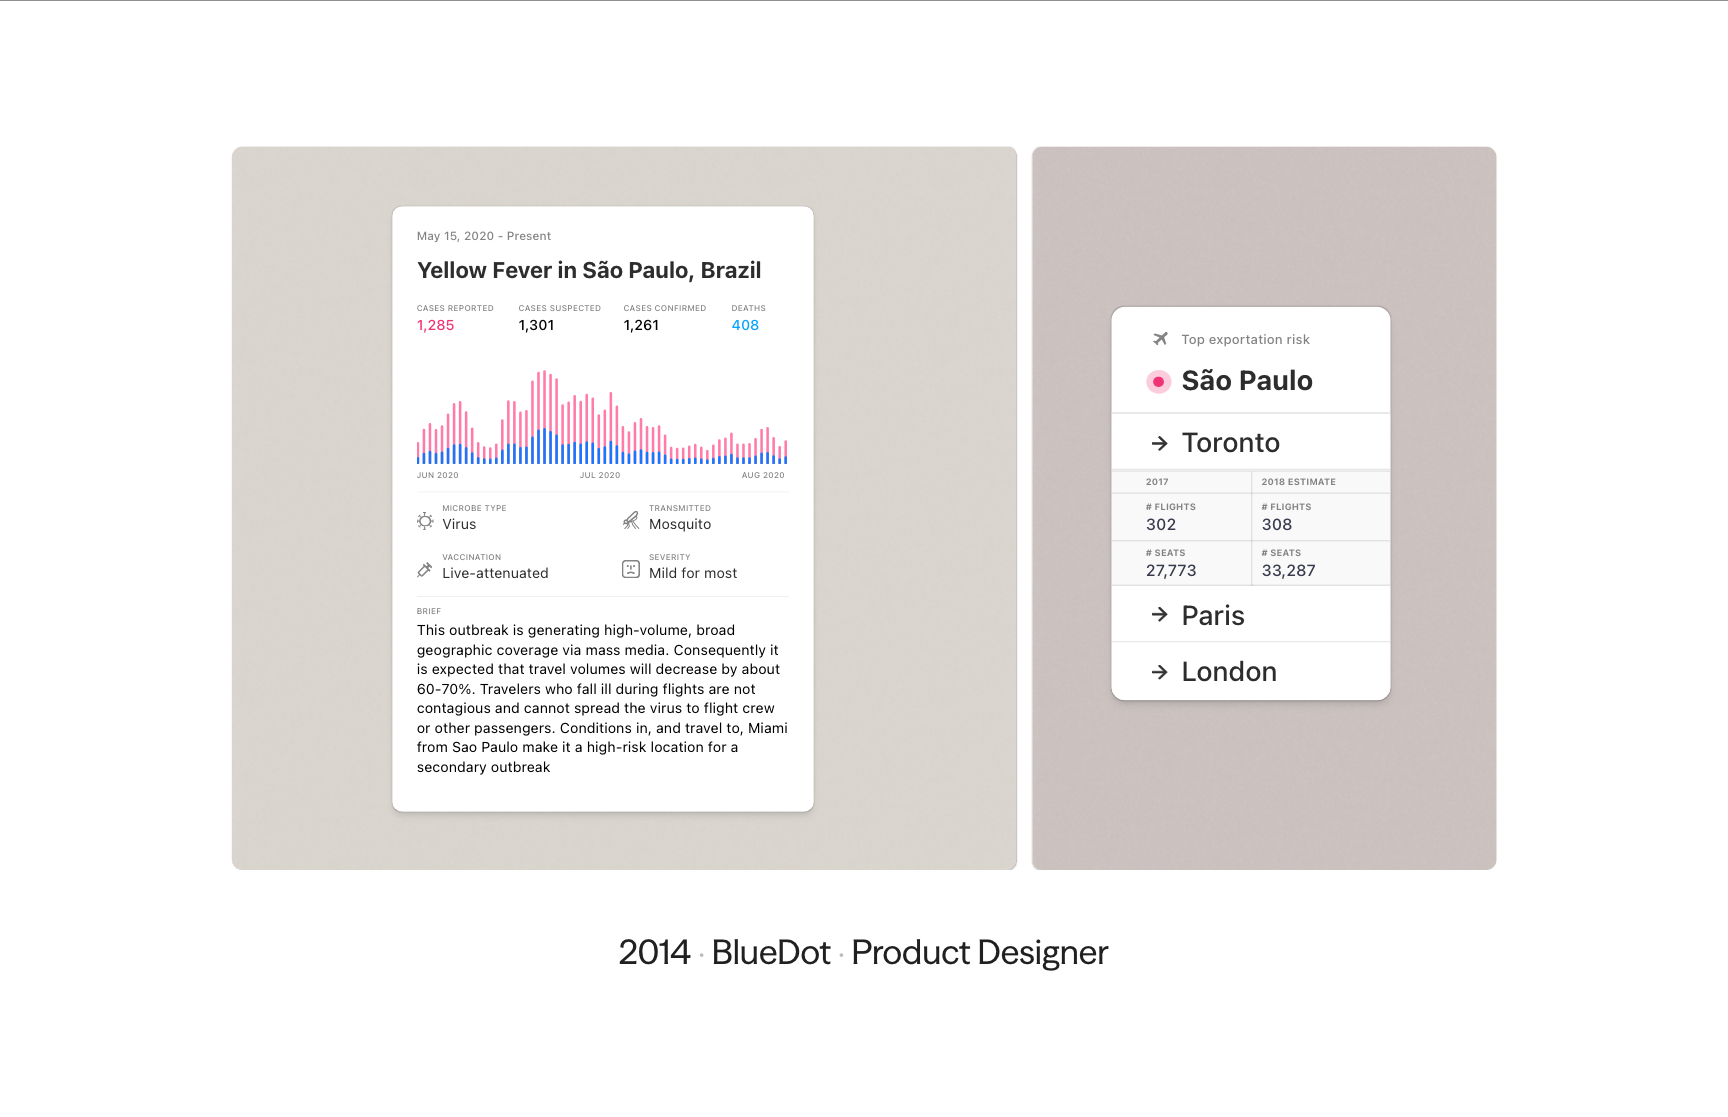 May 15, 2020 - Present
Yellow Fever in São Paulo, Brazil
CASES REPORTED CASES SUSPECTED CASES CONFIRMED DEATHS
1,285 1,301 1,261 408
JUN 2020 JUL 2020 AUG 2020
MICROBE TYPE TRANSMITTED
Virus Mosquito
VACCINATION SEVERITY
Live-attenuated Mild for most
BRIEF
This outbreak is generating high-volume, broad
geographic coverage via mass media. Consequently it
is expected that travel volumes will decrease by about
60-70%. Travelers who fall ill during flights are not
contagious and cannot spread the virus to flight crew
or other passengers. Conditions in, and travel to, Miami
from Sao Paulo make it a high-risk location for a
secondary outbreak
Top exportation risk
São Paulo
→ Toronto
2017 2018 ESTIMATE
# FLIGHTS # FLIGHTS
302 308
# SEATS # SEATS
27,773 33,287
→ Paris
→ London
2014 · BlueDot · Product Designer